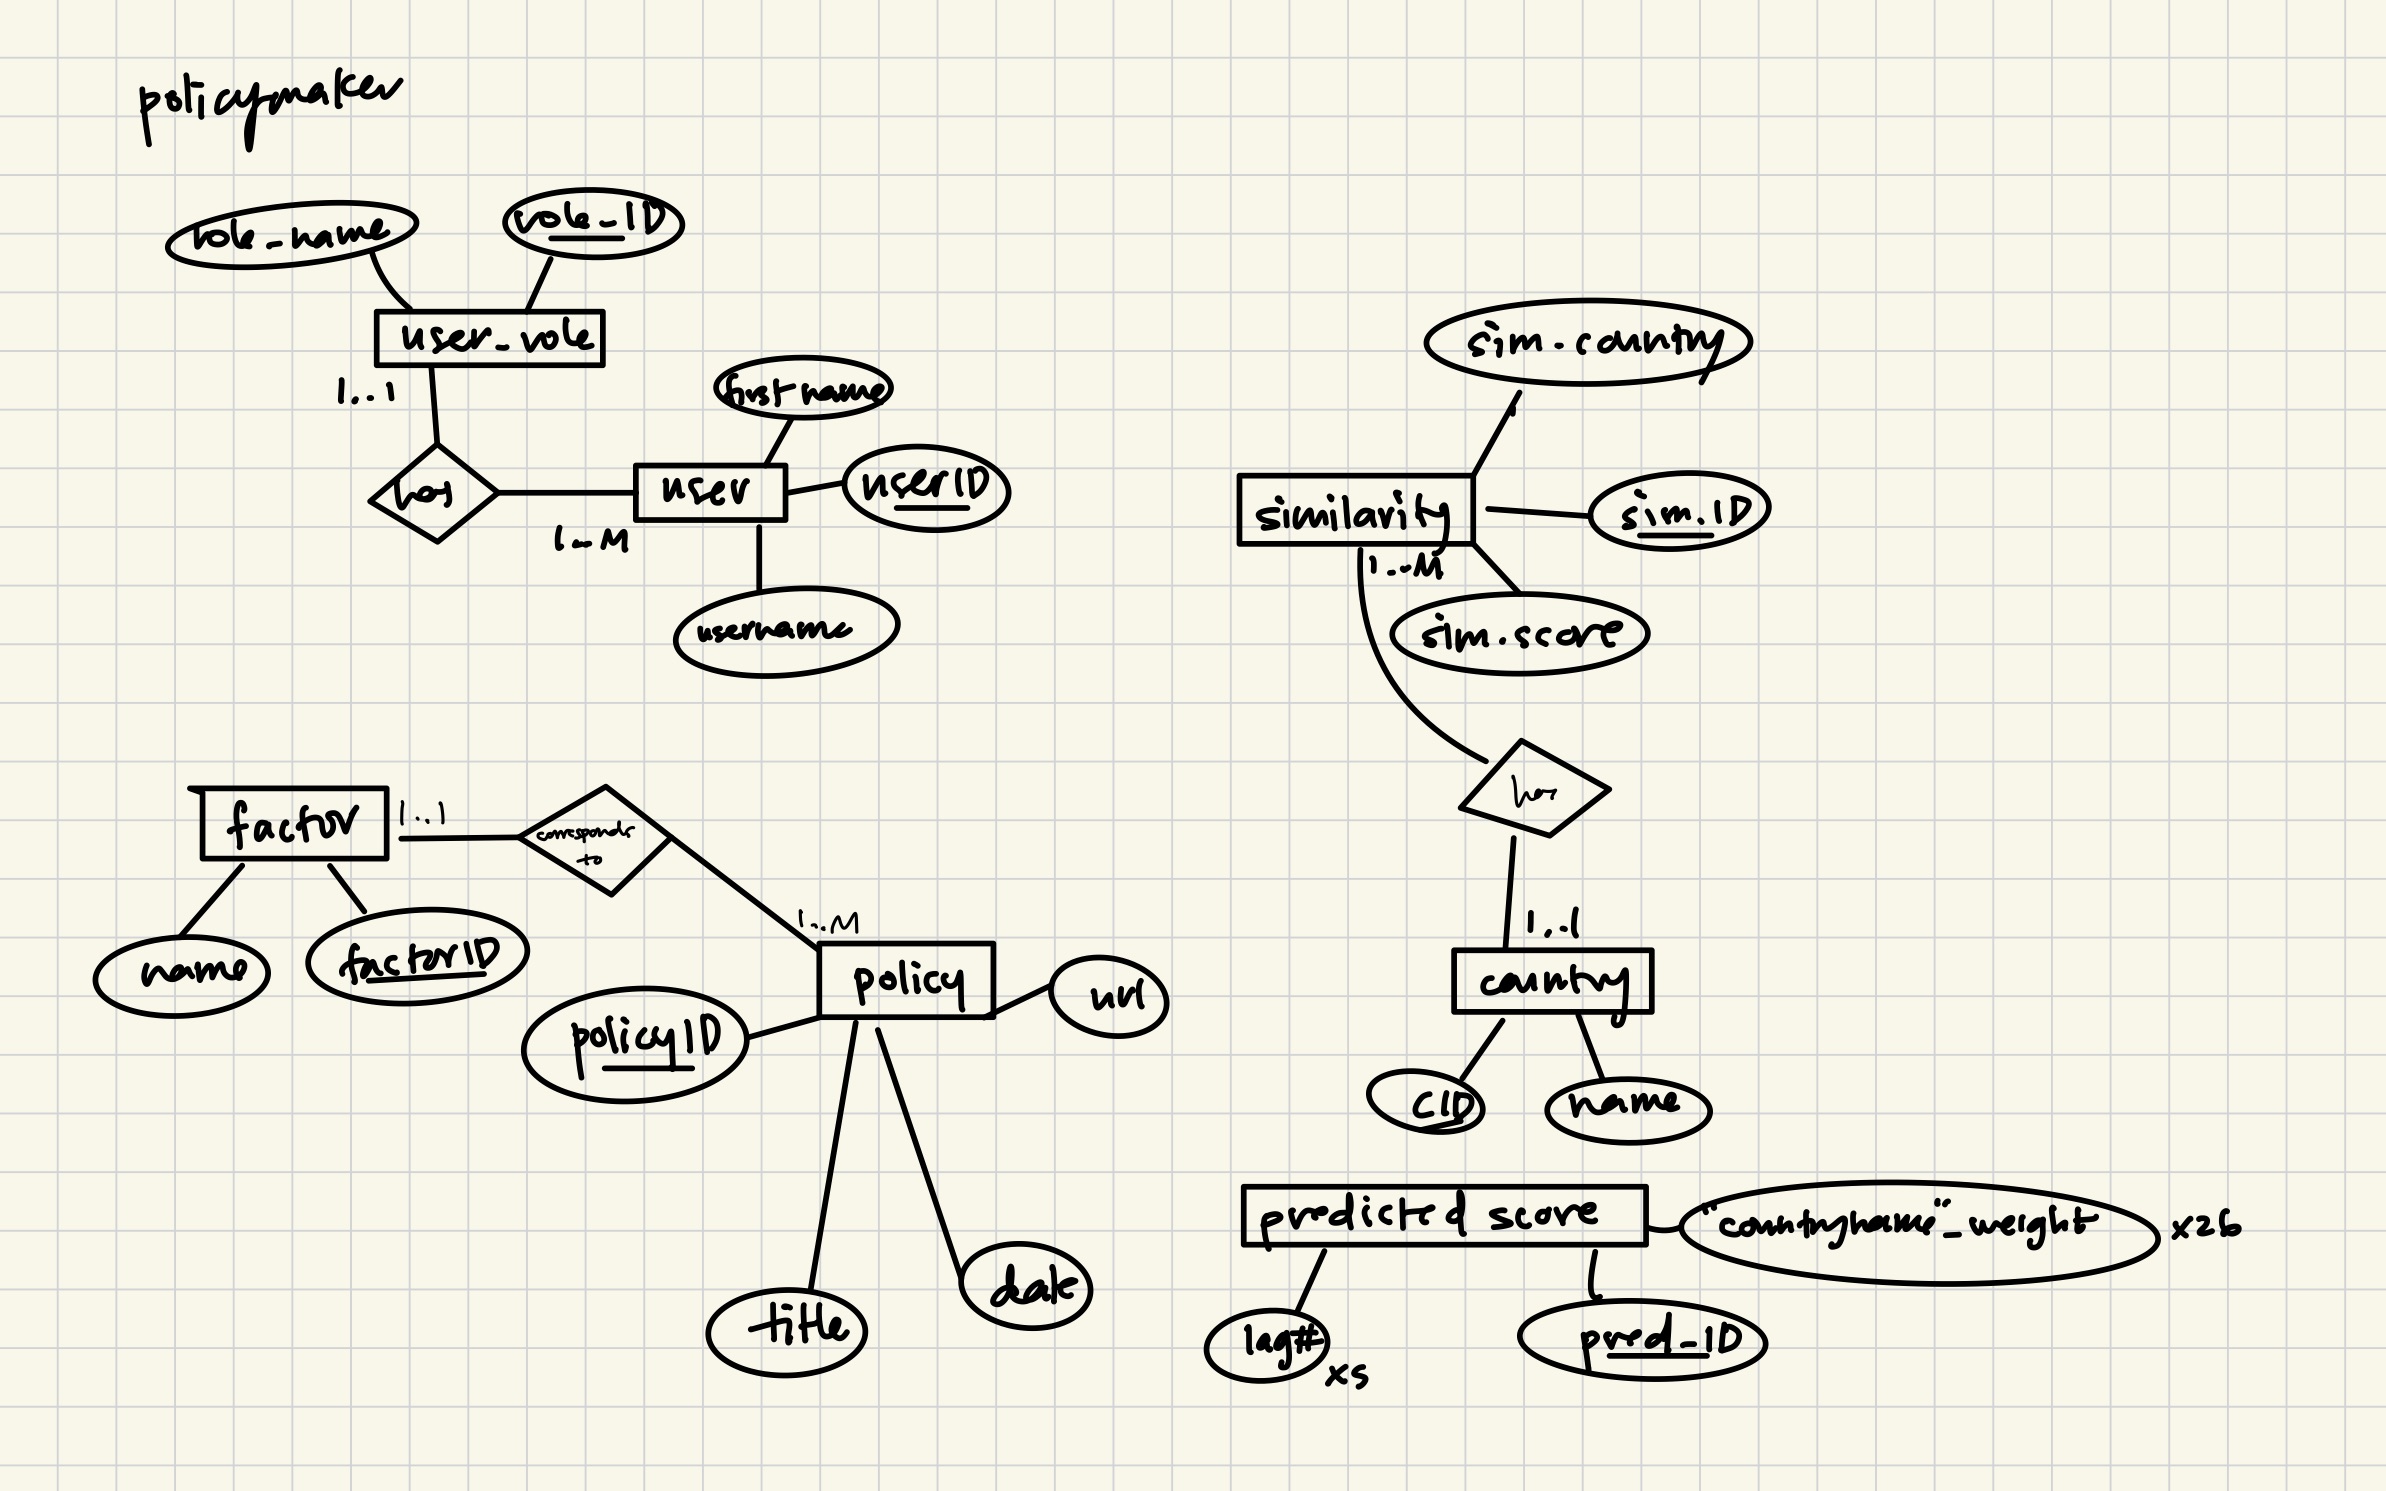 policymaker
role_name
role_ID
user_role
1..1
first name
has
user
userID
1..M
username
sim.country
similarity
sim.ID
1..M
sim.score
has
1..1
country
CID
name
factor
1..1
corresponds
to
1..M
name
factorID
policy
url
policyID
title
date
predicted score
"countryname"_weight
x26
lag#
x5
pred_ID